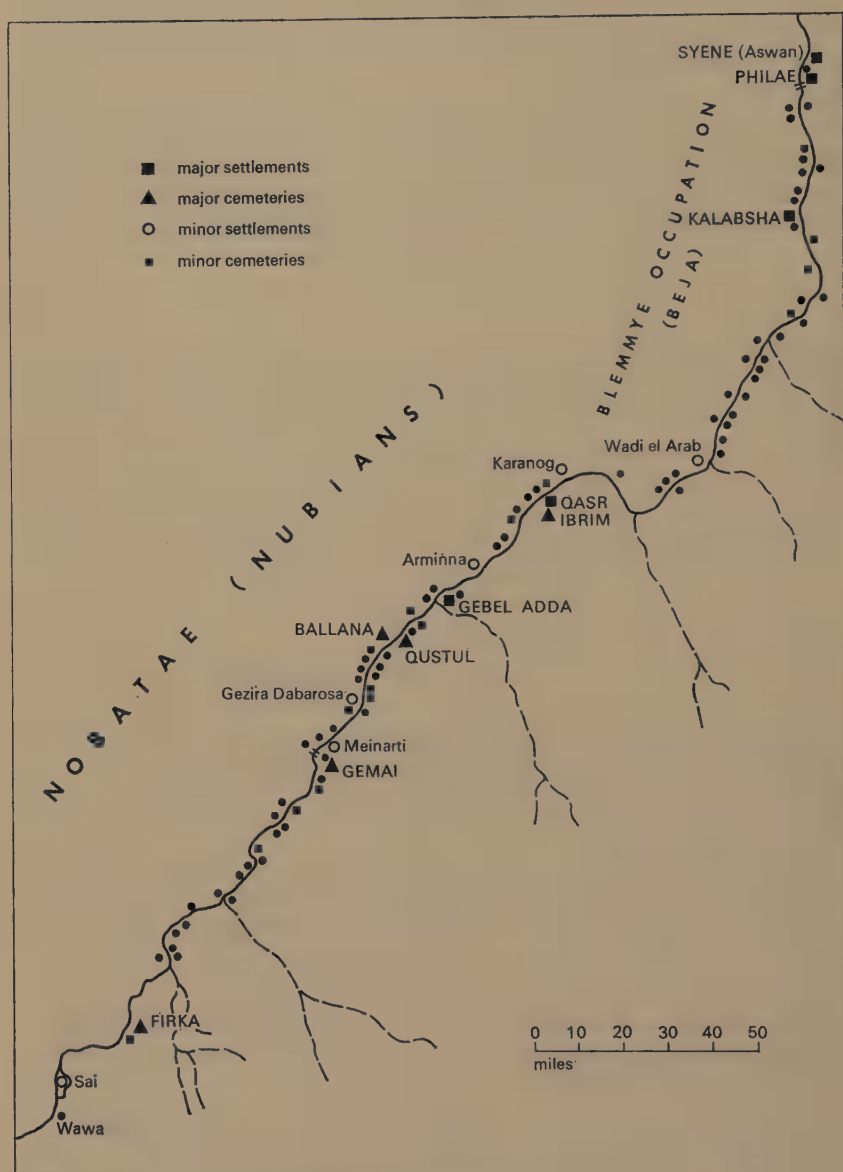 SYENE (Aswan)
PHILAE
major settlements
major cemeteries
minor settlements
minor cemeteries
BLEMMYE OCCUPATION
(BEJA)
KALABSHA
NOBATAE (NUBIANS)
Wadi el Arab
Karanog
QASR
IBRIM
Arminna
GEBEL ADDA
BALLANA
QUSTUL
Gezira Dabarosa
Meinarti
GEMAI
FIRKA
Sai
Wawa
0 10 20 30 40 50
miles